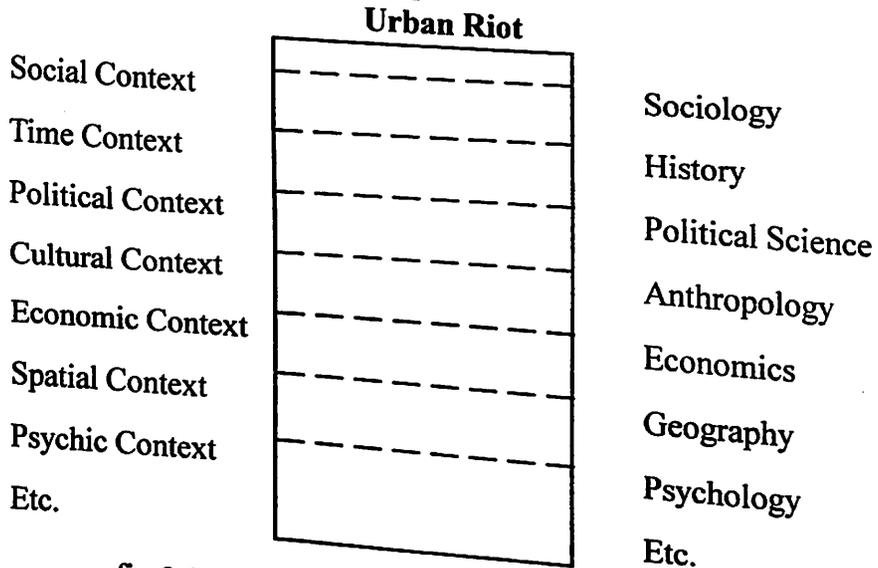 Urban Riot
Social Context
Time Context
Political Context
Cultural Context
Economic Context
Spatial Context
Psychic Context
Etc.
Sociology
History
Political Science
Anthropology
Economics
Geography
Psychology
Etc.